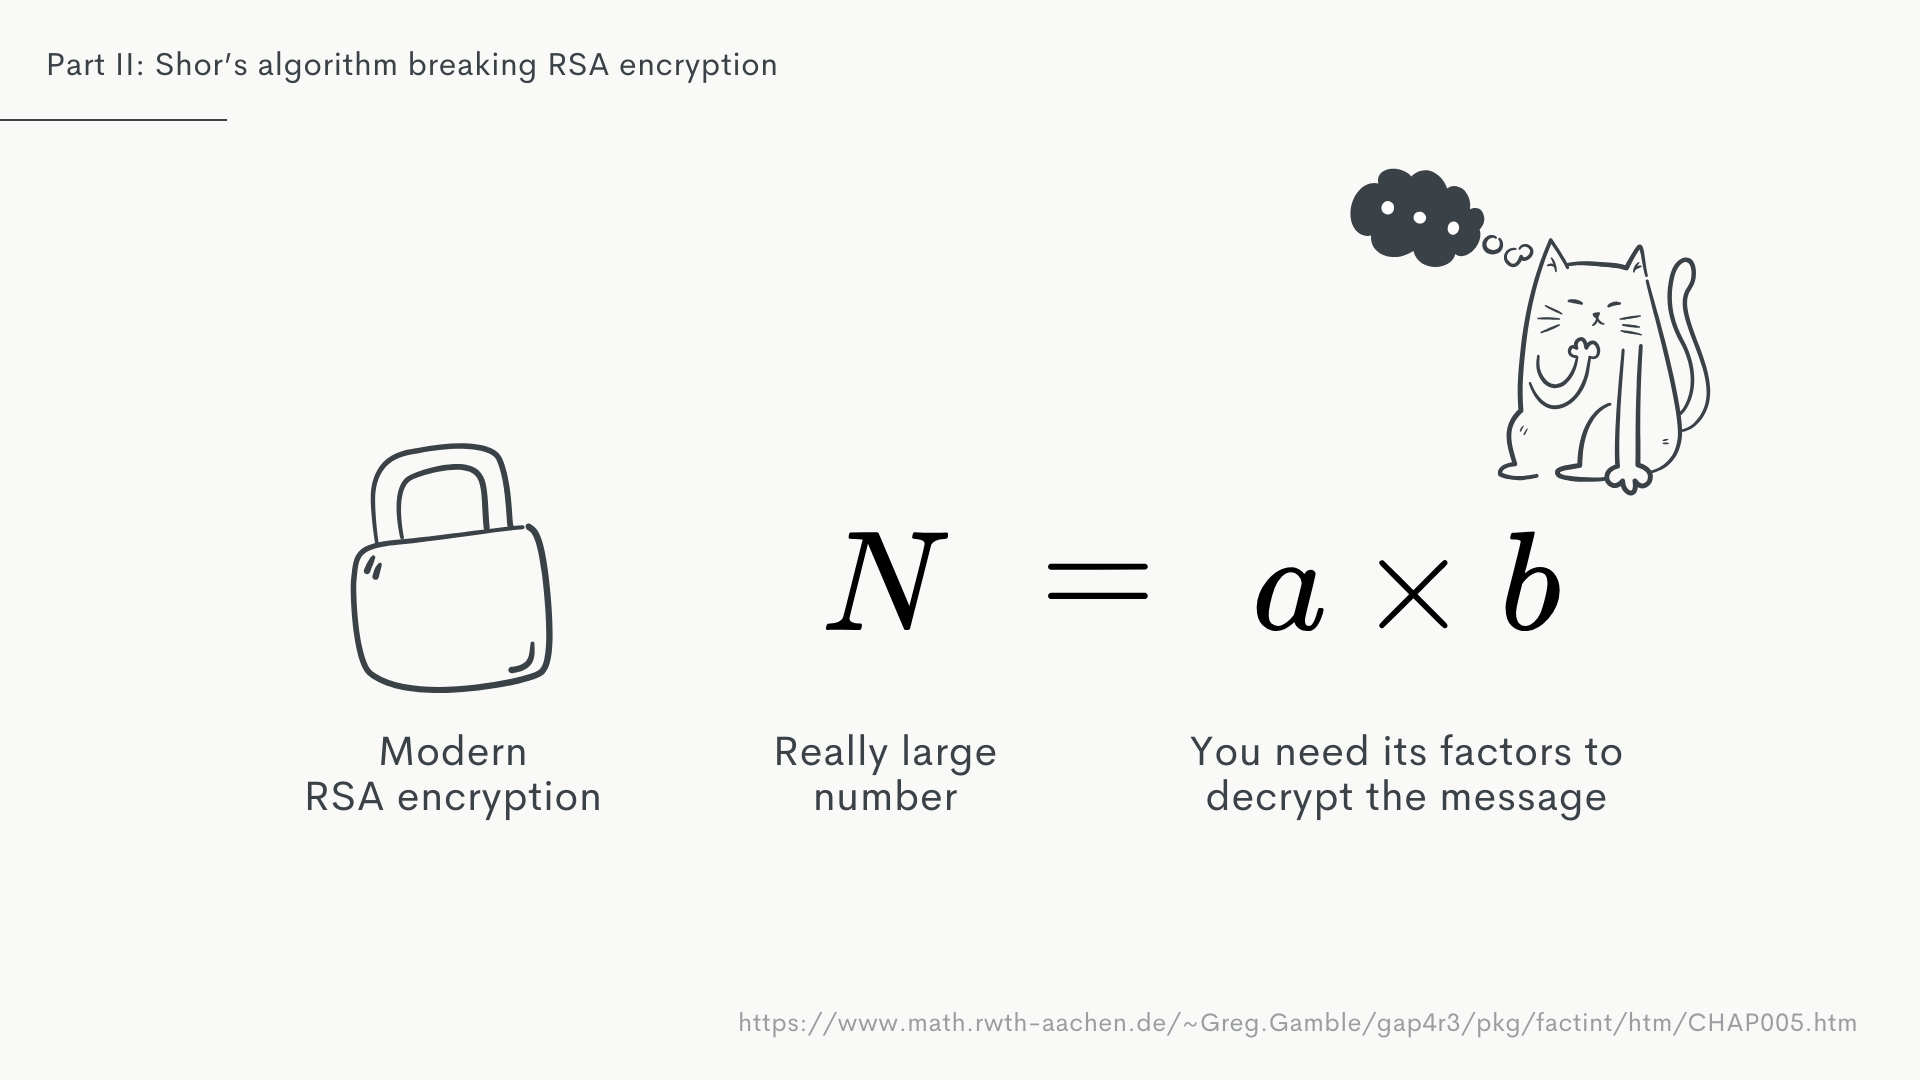 Part II: Shor’s algorithm breaking RSA encryption
N = a × b
Modern
RSA encryption
Really large
number
You need its factors to
decrypt the message
https://www.math.rwth-aachen.de/~Greg.Gamble/gap4r3/pkg/factint/htm/CHAP005.htm